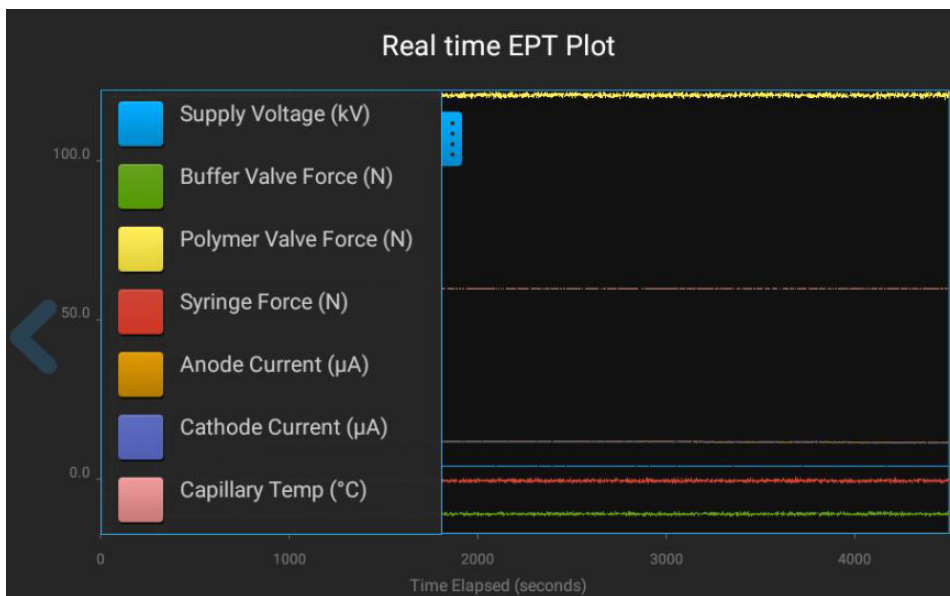 Real time EPT Plot
Supply Voltage (kV)
Buffer Valve Force (N)
Polymer Valve Force (N)
Syringe Force (N)
Anode Current (µA)
Cathode Current (µA)
Capillary Temp (°C)
100.0
50.0
0.0
0 1000 2000 3000 4000
Time Elapsed (seconds)